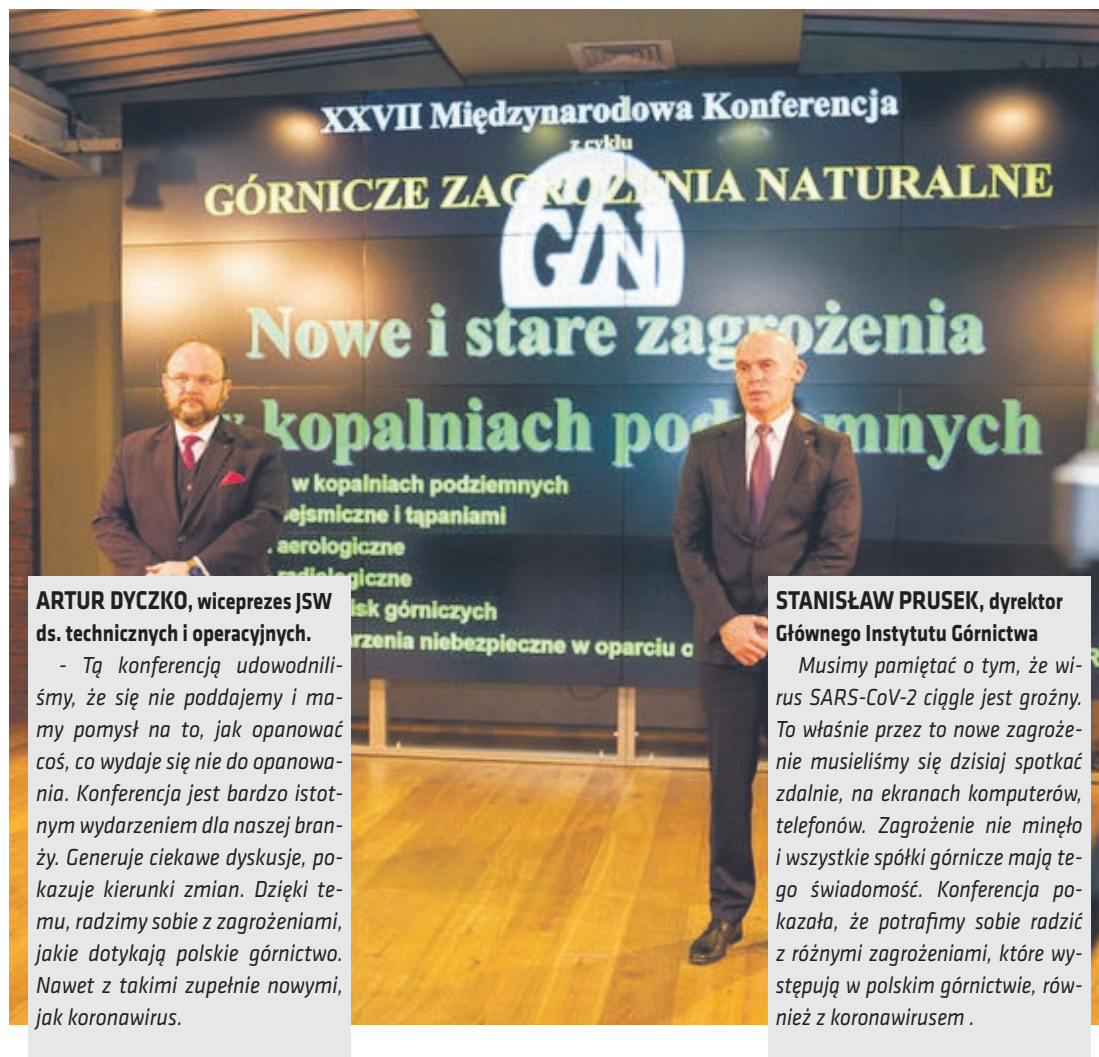 XXVII Międzynarodowa Konferencja
z cyklu
GÓRNICZE ZAGROŻENIA NATURALNE
GZN
Nowe i stare zagrożenia
w kopalniach podziemnych
w kopalniach podziemnych
sejsmiczne i tąpaniami
aerologiczne
radiologiczne
górniczych
niebezpieczne w oparciu o
ARTUR DYCZKO, wiceprezes JSW
ds. technicznych i operacyjnych.
- Tą konferencją udowodnili-
śmy, że się nie poddajemy i ma-
my pomysł na to, jak opanować
coś, co wydaje się nie do opanowa-
nia. Konferencja jest bardzo istot-
nym wydarzeniem dla naszej bran-
ży. Generuje ciekawe dyskusje, po-
kazuje kierunki zmian. Dzięki te-
mu, radzimy sobie z zagrożeniami,
jakie dotykają polskie górnictwo.
Nawet z takimi zupełnie nowymi,
jak koronawirus.
STANISŁAW PRUSEK, dyrektor
Głównego Instytutu Górnictwa
Musimy pamiętać o tym, że wi-
rus SARS-CoV-2 ciągle jest groźny.
To właśnie przez to nowe zagroże-
nie musieliśmy się dzisiaj spotkać
zdalnie, na ekranach komputerów,
telefonów. Zagrożenie nie minęło
i wszystkie spółki górnicze mają te-
go świadomość. Konferencja po-
kazała, że potrafimy sobie radzić
z różnymi zagrożeniami, które wy-
stępują w polskim górnictwie, rów-
nież z koronawirusem .